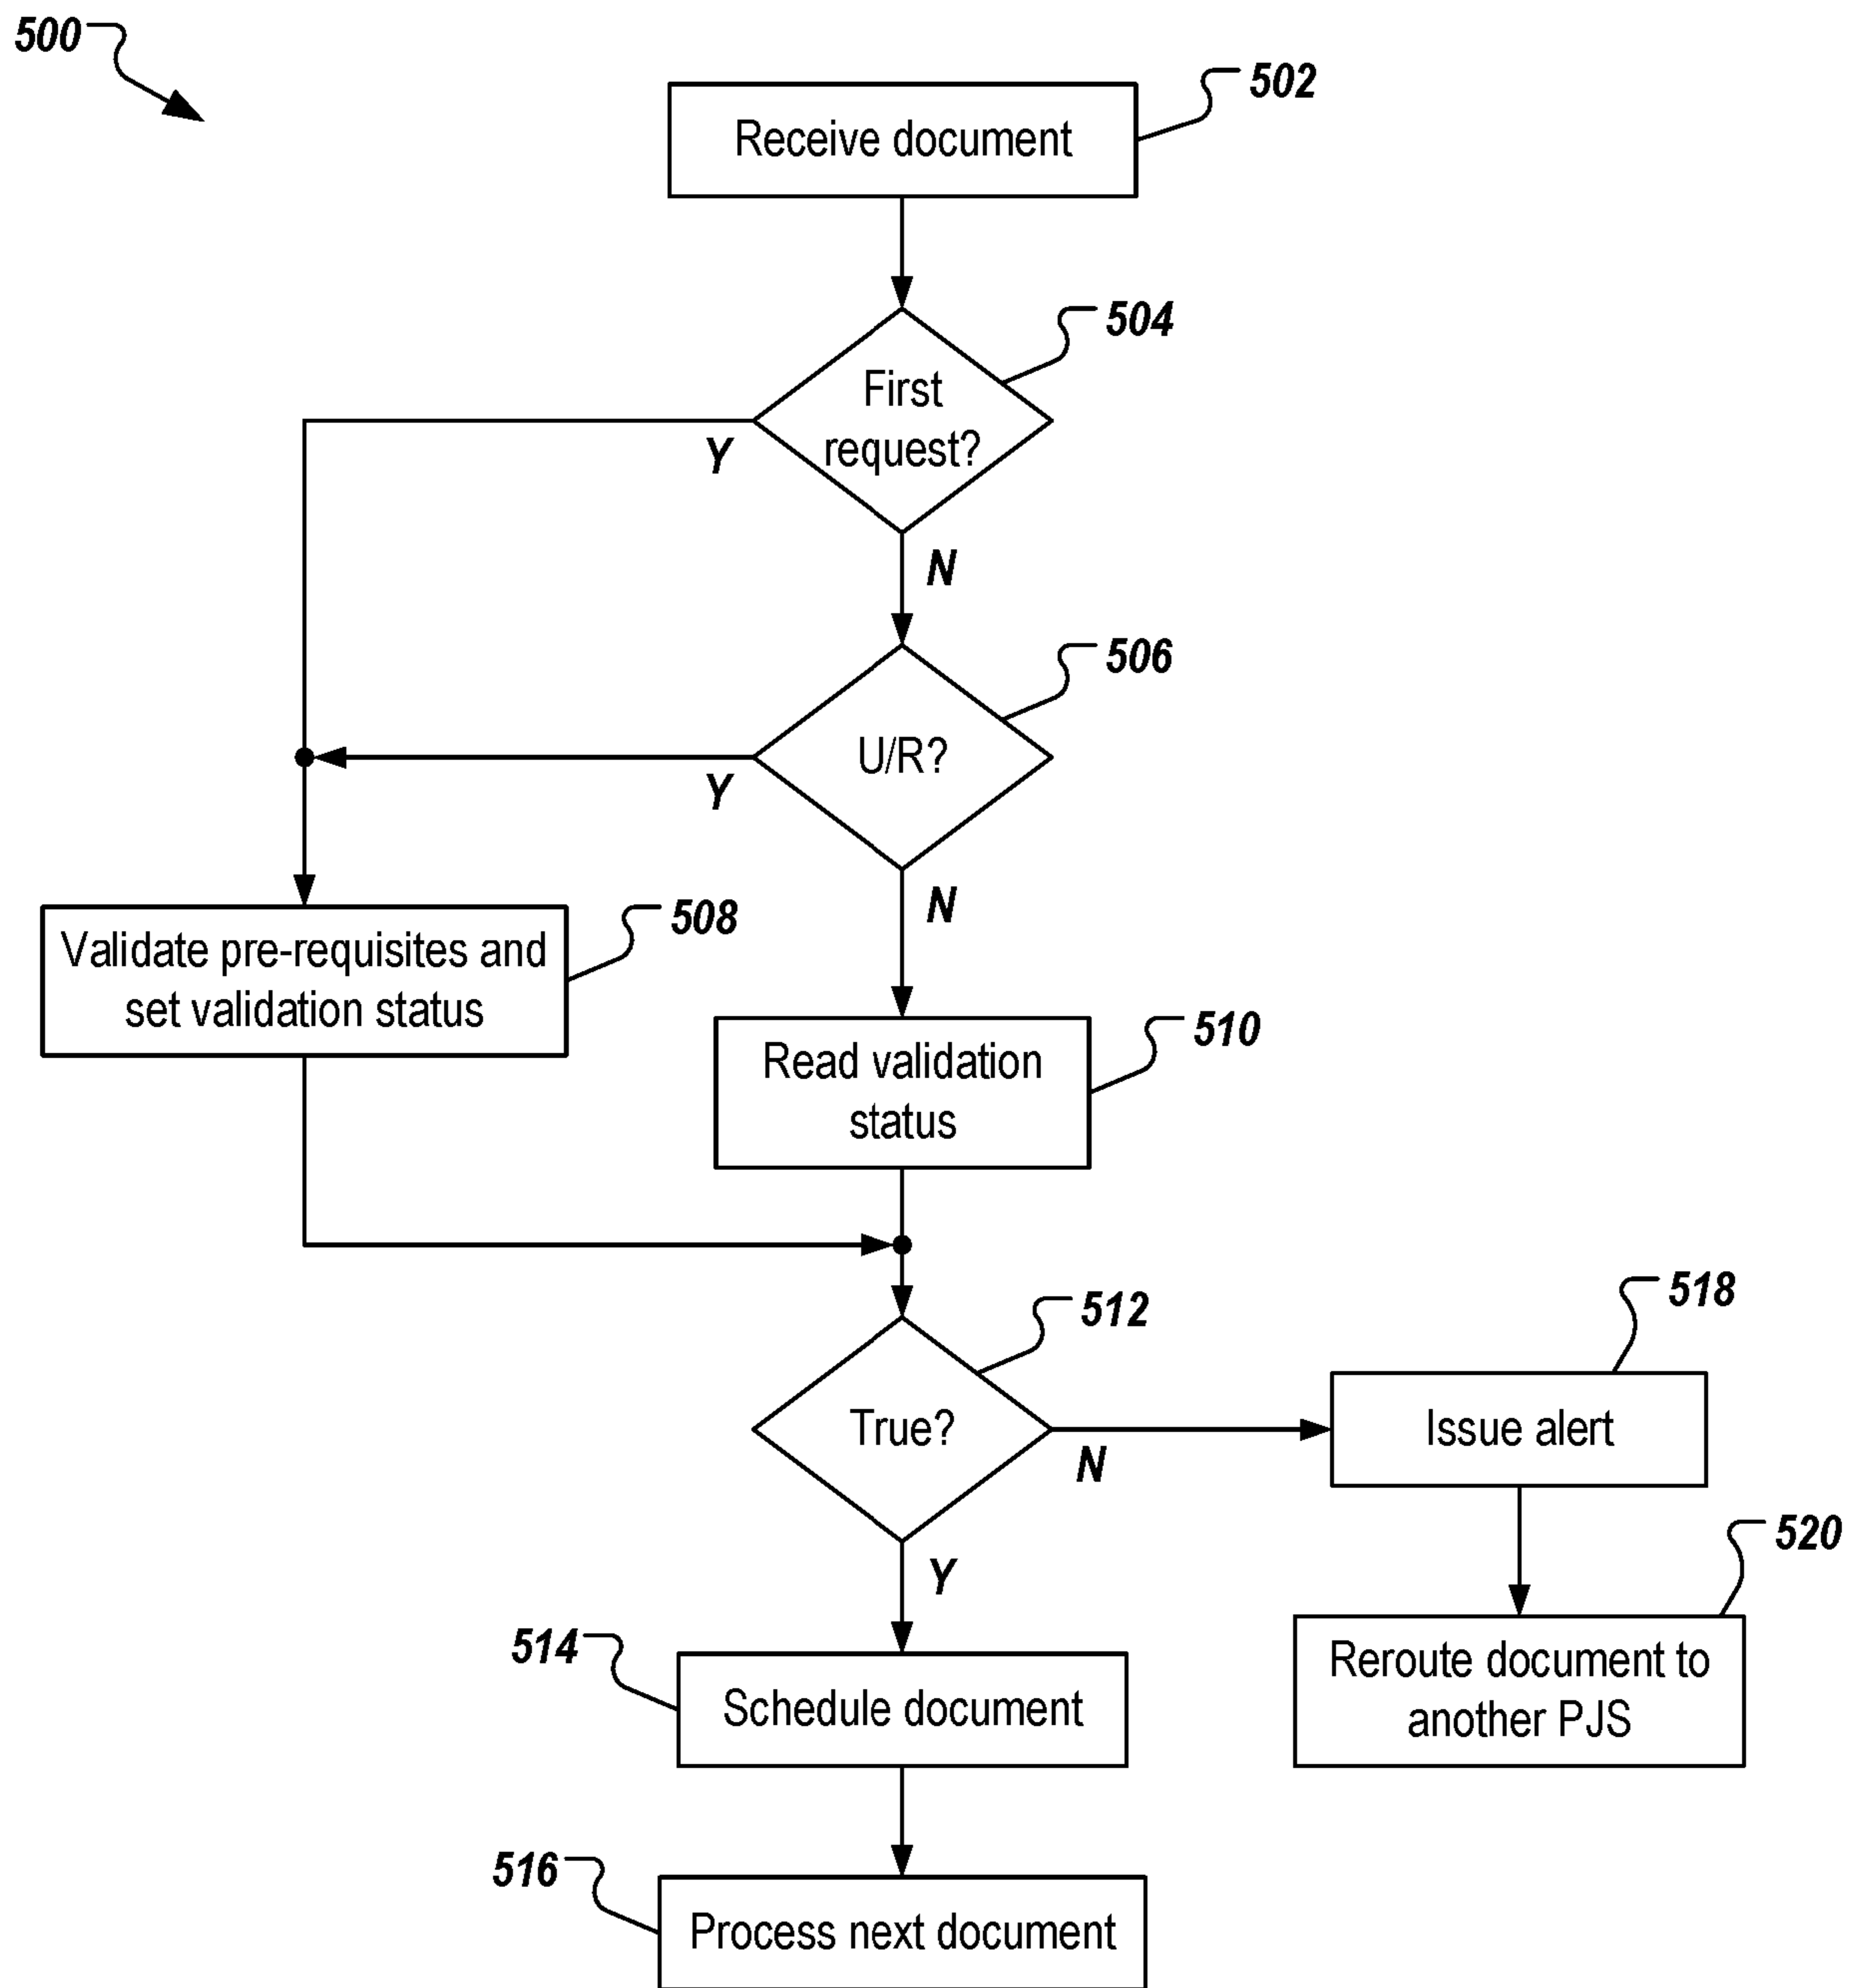 500
502
Receive document
504
First
request?
Y
N
506
U/R?
Y
N
508
Validate pre-requisites and
set validation status
510
Read validation
status
512
518
True?
N
Issue alert
Y
520
514
Schedule document
Reroute document to
another PJS
516
Process next document